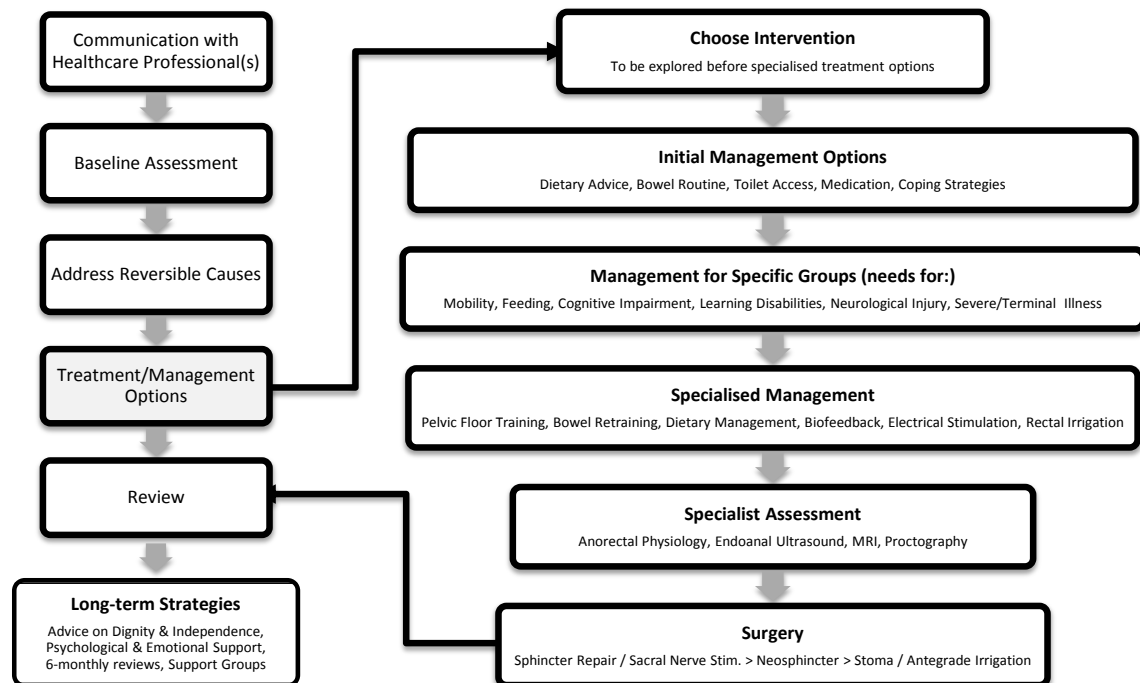 Communication with
Healthcare Professional(s)
Baseline Assessment
Address Reversible Causes
Treatment/Management
Options
Review
Long-term Strategies
Advice on Dignity & Independence,
Psychological & Emotional Support,
6-monthly reviews, Support Groups
Choose Intervention
To be explored before specialised treatment options
Initial Management Options
Dietary Advice, Bowel Routine, Toilet Access, Medication, Coping Strategies
Management for Specific Groups (needs for:)
Mobility, Feeding, Cognitive Impairment, Learning Disabilities, Neurological Injury, Severe/Terminal Illness
Specialised Management
Pelvic Floor Training, Bowel Retraining, Dietary Management, Biofeedback, Electrical Stimulation, Rectal Irrigation
Specialist Assessment
Anorectal Physiology, Endoanal Ultrasound, MRI, Proctography
Surgery
Sphincter Repair / Sacral Nerve Stim. > Neosphincter > Stoma / Antegrade Irrigation